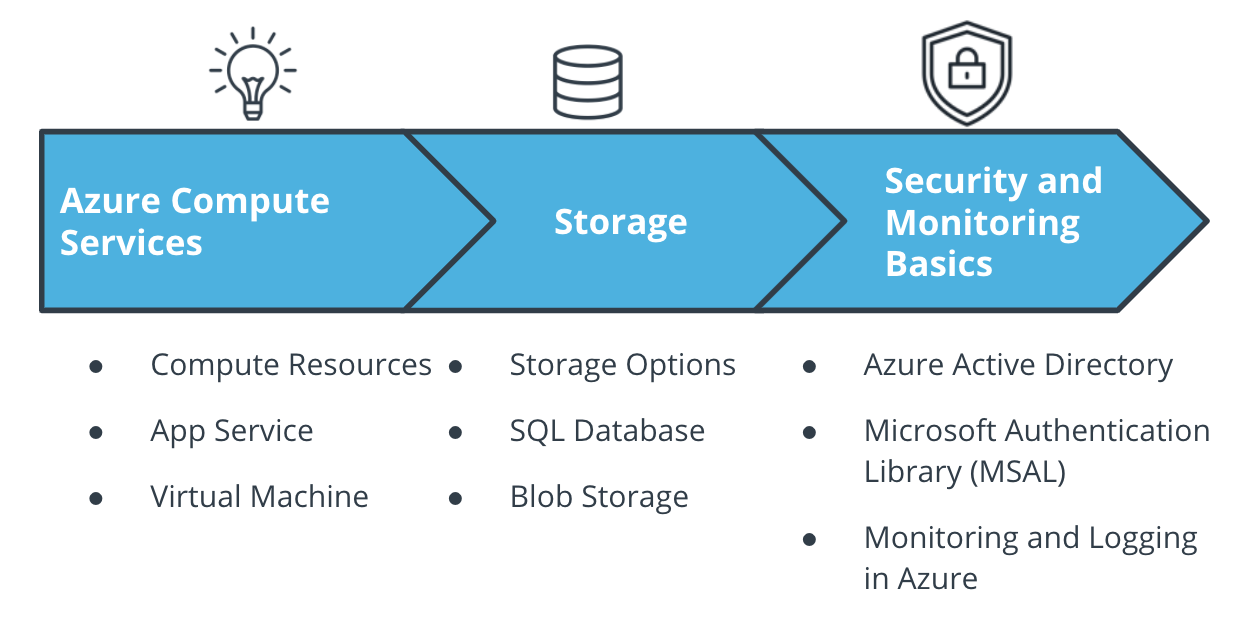 Azure Compute
Services
Storage
Security and
Monitoring
Basics
● Compute Resources
● App Service
● Virtual Machine
● Storage Options
● SQL Database
● Blob Storage
● Azure Active Directory
● Microsoft Authentication
Library (MSAL)
● Monitoring and Logging
in Azure